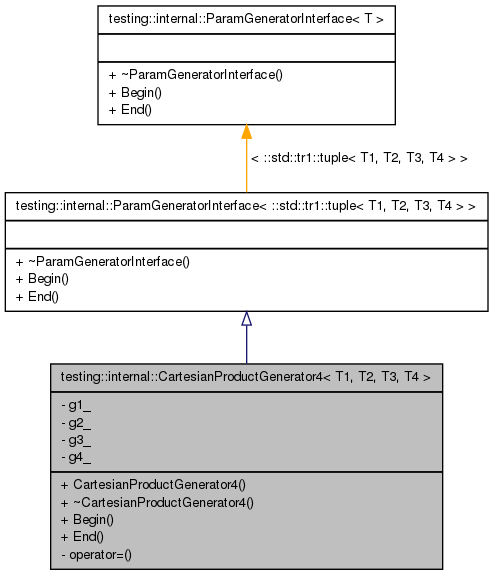 testing::internal::ParamGeneratorInterface< T >
+ ~ParamGeneratorInterface()
+ Begin()
+ End()
< ::std::tr1::tuple< T1, T2, T3, T4 > >
testing::internal::ParamGeneratorInterface< ::std::tr1::tuple< T1, T2, T3, T4 > >
+ ~ParamGeneratorInterface()
+ Begin()
+ End()
testing::internal::CartesianProductGenerator4< T1, T2, T3, T4 >
- g1_
- g2_
- g3_
- g4_
+ CartesianProductGenerator4()
+ ~CartesianProductGenerator4()
+ Begin()
+ End()
- operator=()